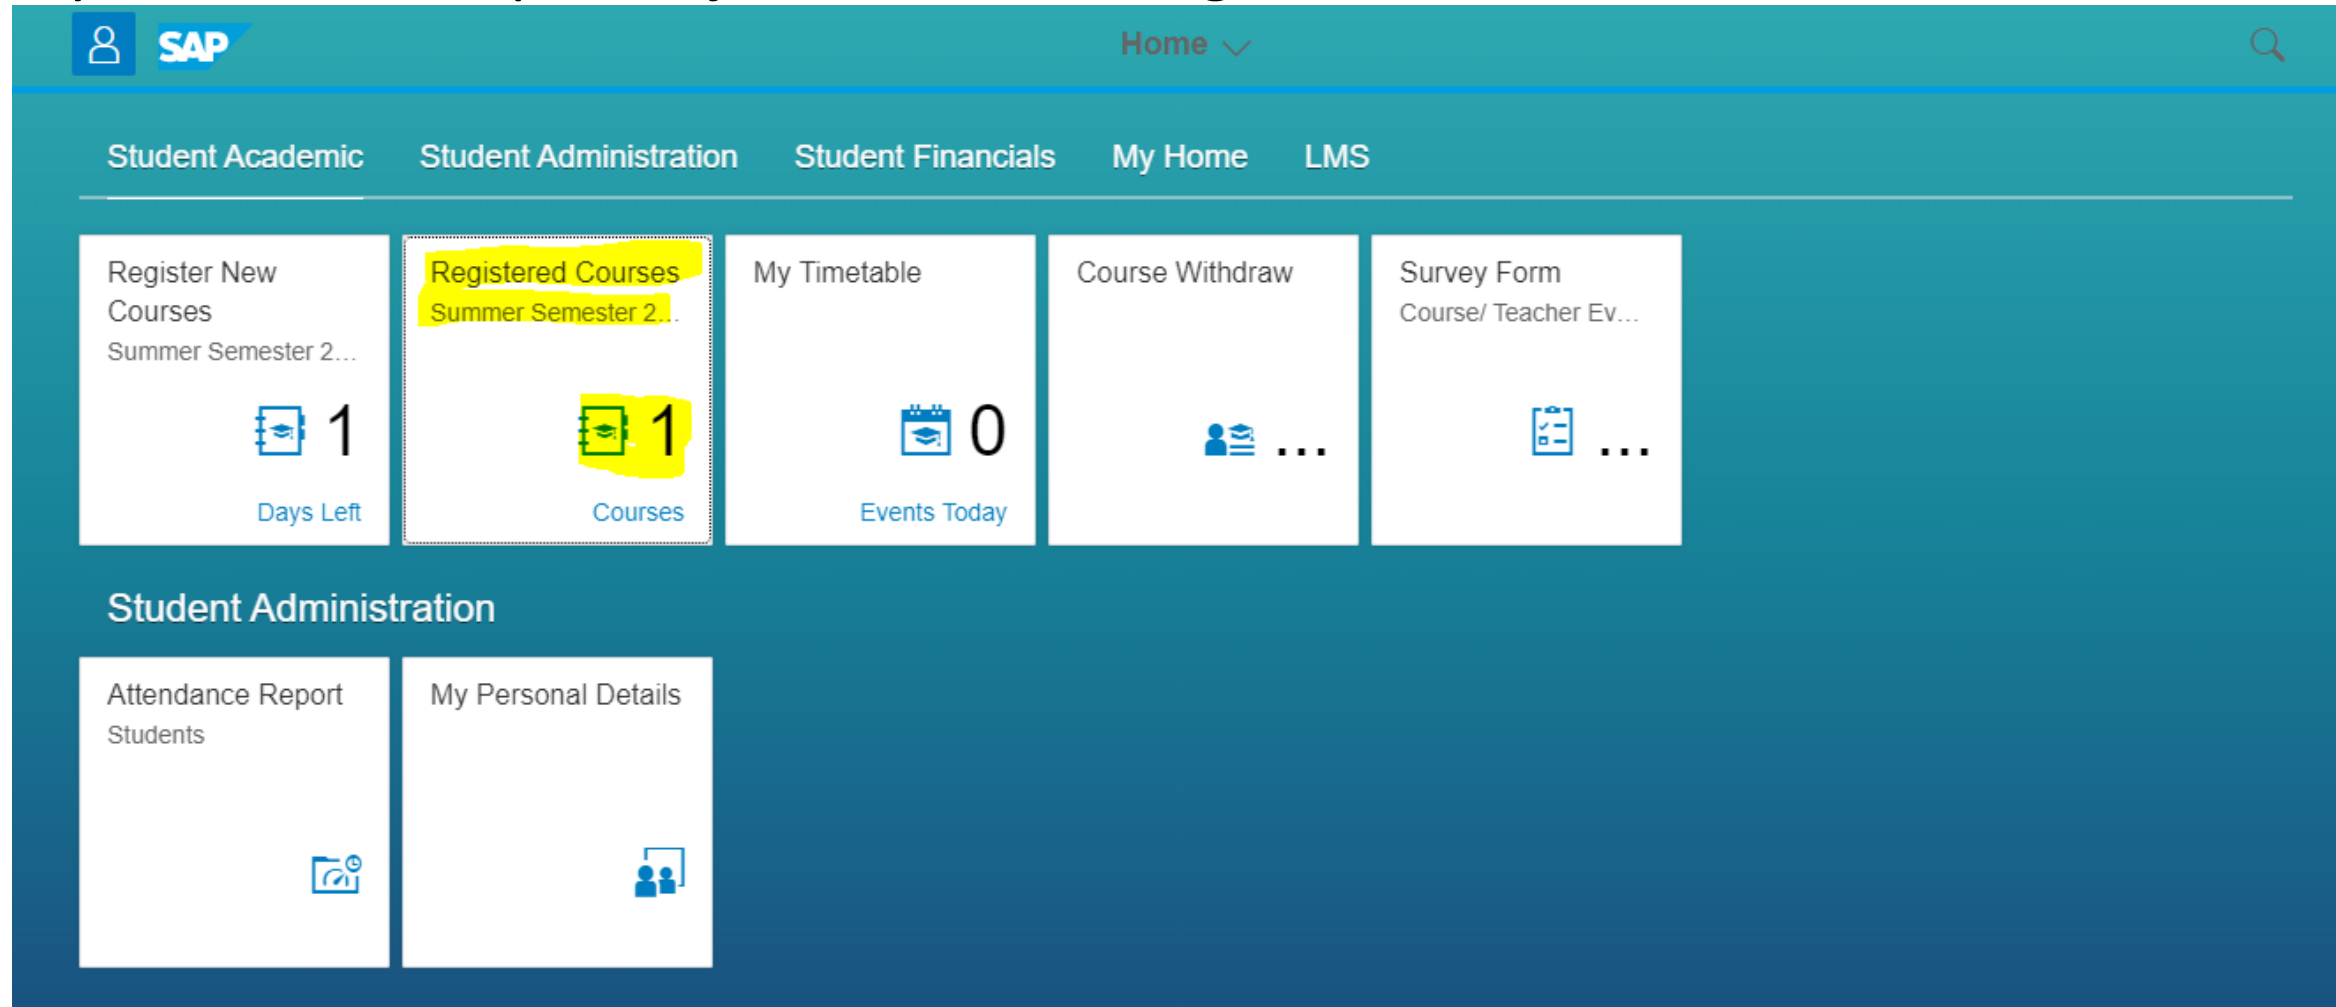 SAP
Home
Student Academic Student Administration Student Financials My Home LMS
Register New
Courses
Summer Semester 2...
1
Days Left
Registered Courses
Summer Semester 2...
1
Courses
My Timetable
0
Events Today
Course Withdraw
...
Survey Form
Course/ Teacher Ev...
...
Student Administration
Attendance Report
Students
My Personal Details